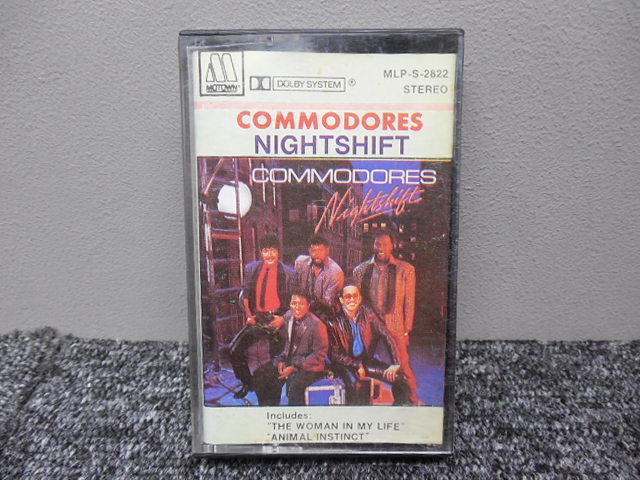 MOTOWN
DOLBY SYSTEM ®
MLP-S-2822
STEREO
COMMODORES
NIGHTSHIFT
COMMODORES
Nightshift
Includes:
"THE WOMAN IN MY LIFE"
"ANIMAL INSTINCT"